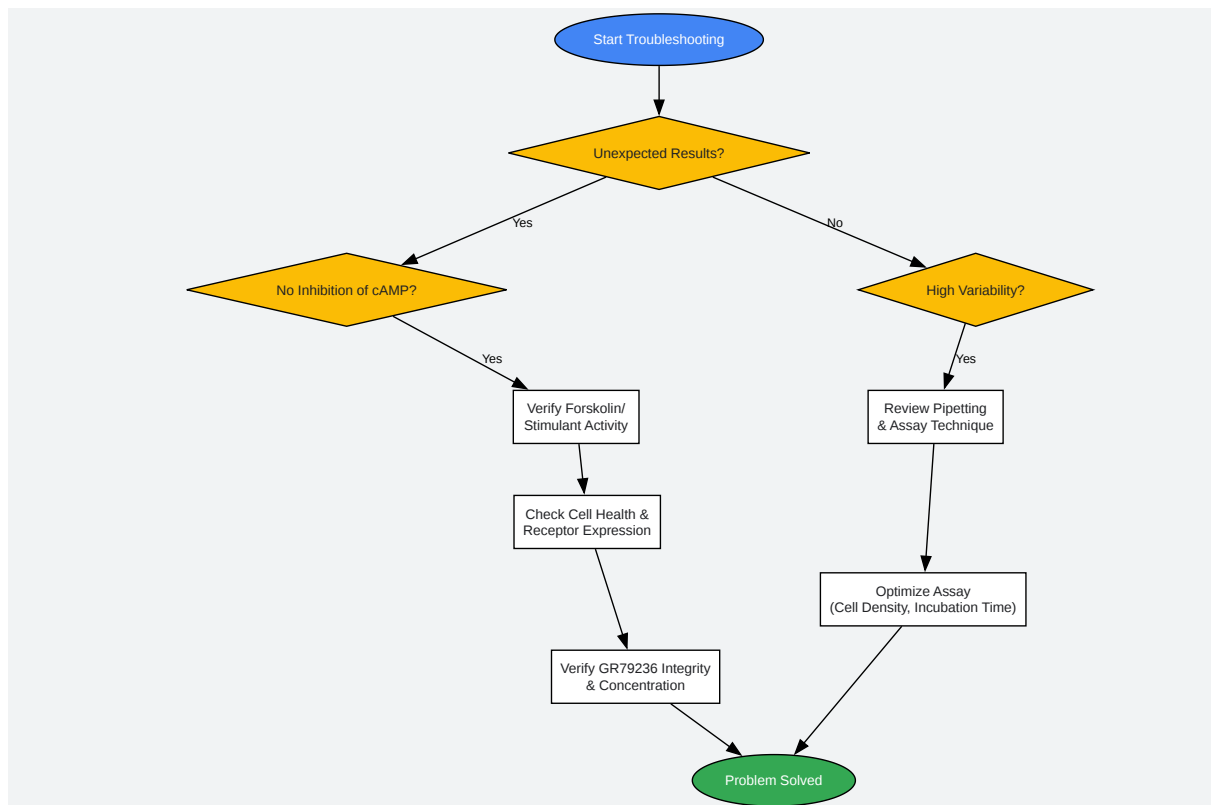 Start Troubleshooting
Unexpected Results?
Yes
No
No Inhibition of cAMP?
High Variability?
Yes
Yes
Verify Forskolin/
Stimulant Activity
Review Pipetting
& Assay Technique
Check Cell Health &
Receptor Expression
Optimize Assay
(Cell Density, Incubation Time)
Verify GR79236 Integrity
& Concentration
Problem Solved